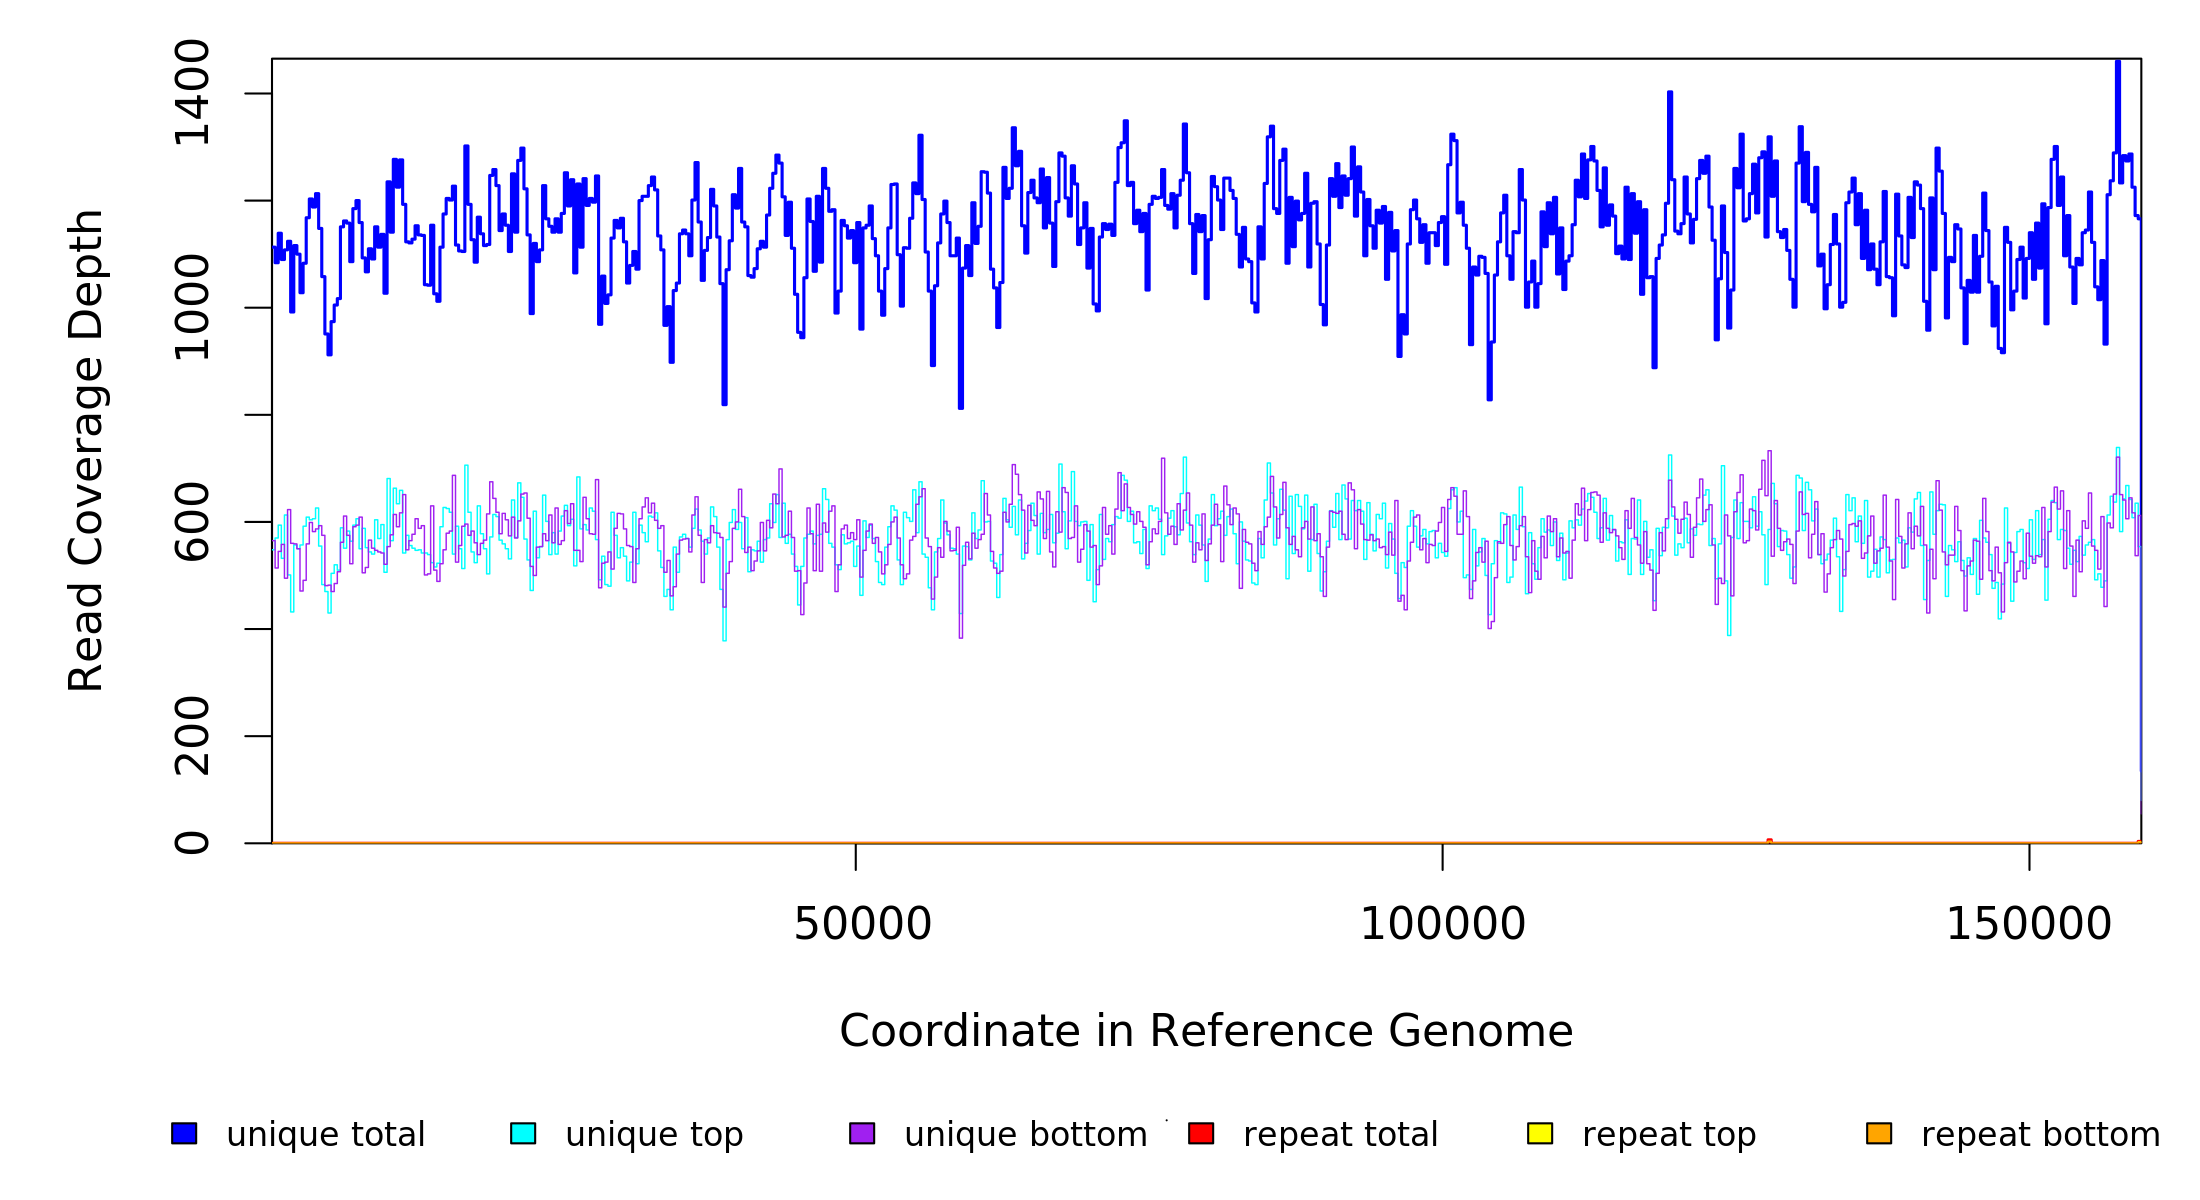 Read Coverage Depth
1400
1000
600
200
0
50000 100000 150000
Coordinate in Reference Genome
unique total unique top unique bottom repeat total repeat top repeat bottom